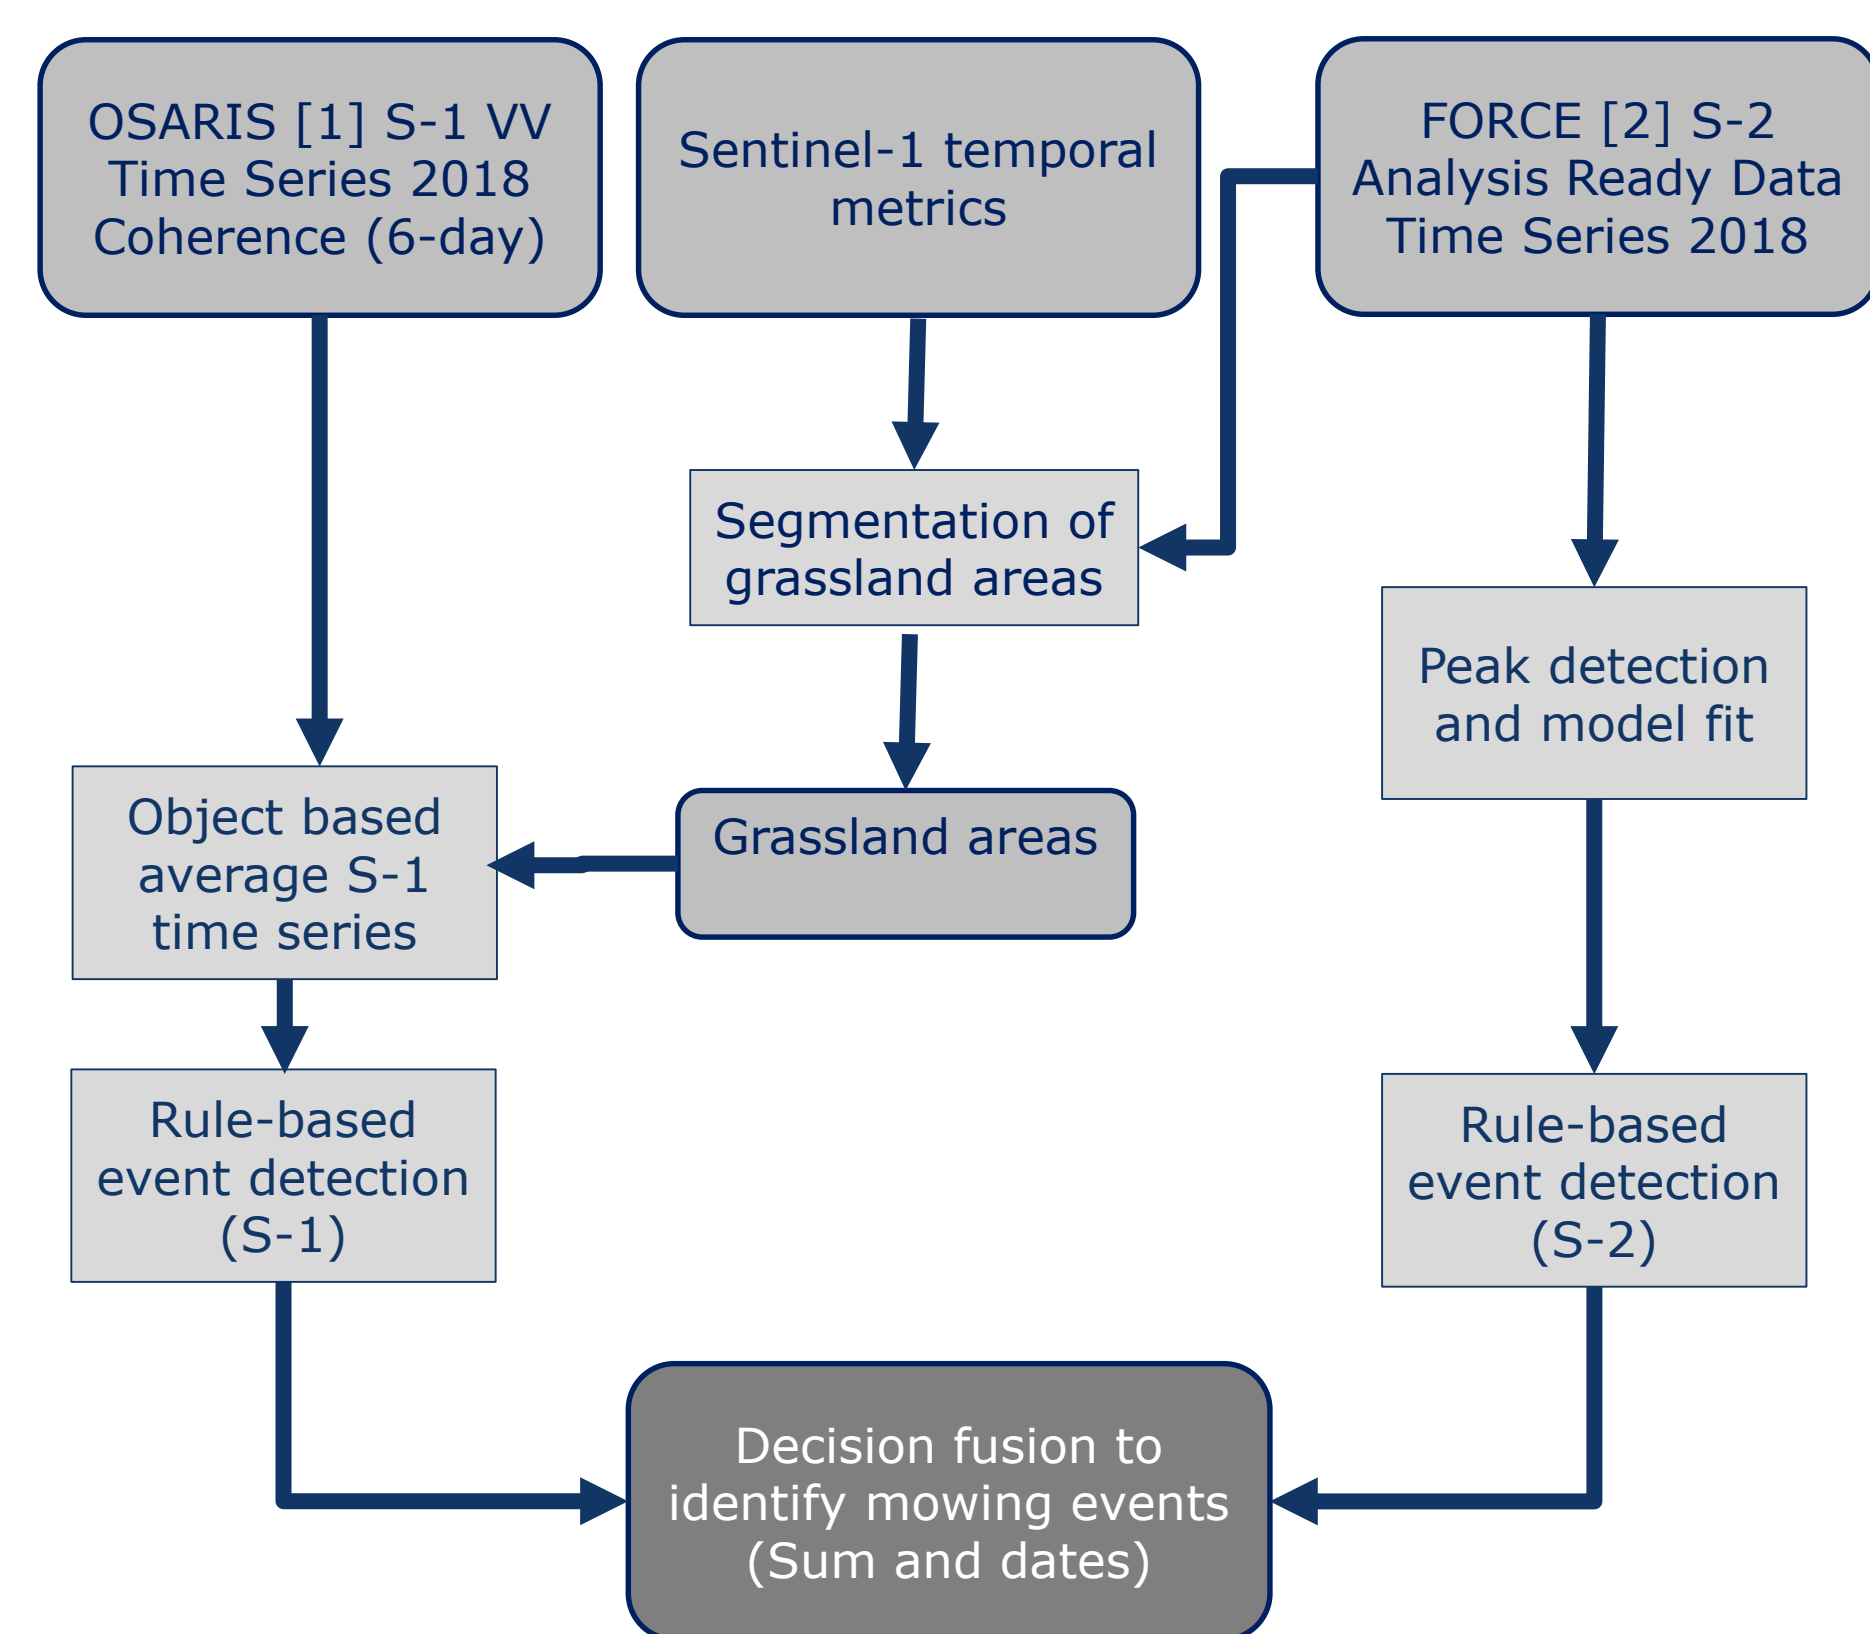 OSARIS [1] S-1 VV
Time Series 2018
Coherence (6-day)
Sentinel-1 temporal
metrics
FORCE [2] S-2
Analysis Ready Data
Time Series 2018
Segmentation of
grassland areas
Peak detection
and model fit
Object based
average S-1
time series
Grassland areas
Rule-based
event detection
(S-1)
Rule-based
event detection
(S-2)
Decision fusion to
identify mowing events
(Sum and dates)